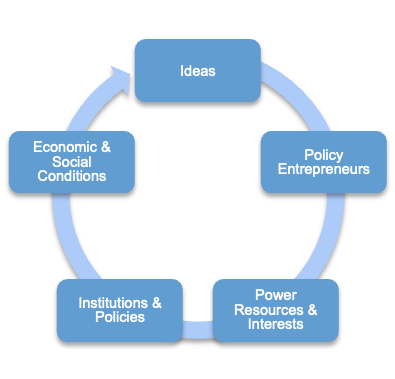 Ideas
Policy
Entrepreneurs
Power
Resources &
Interests
Institutions &
Policies
Economic &
Social
Conditions